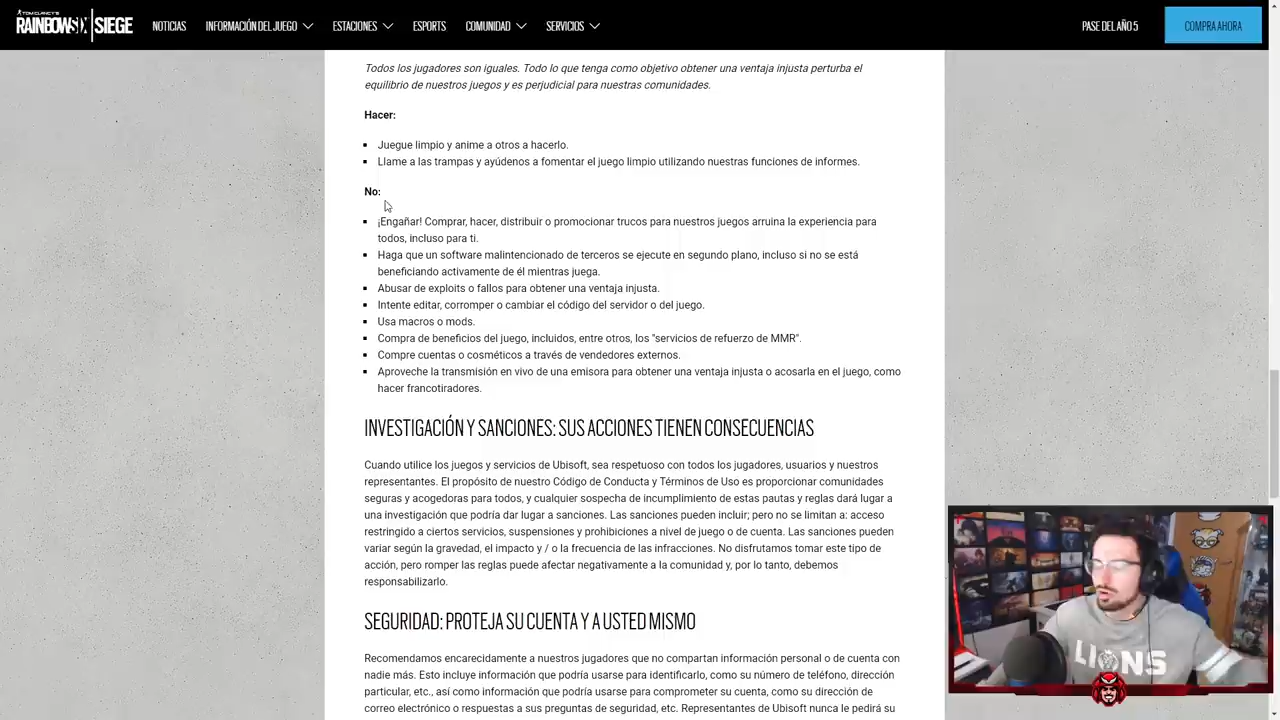 TOM CLANCY'S
RAINBOWSIX SIEGE
NOTICIAS INFORMACIÓN DEL JUEGO ESTACIONES ESPORTS COMUNIDAD SERVICIOS PASE DEL AÑO 5 COMPRA AHORA
Todos los jugadores son iguales. Todo lo que tenga como objetivo obtener una ventaja injusta perturba el
equilibrio de nuestros juegos y es perjudicial para nuestras comunidades.
Hacer:
Juegue limpio y anime a otros a hacerlo.
Llame a las trampas y ayúdenos a fomentar el juego limpio utilizando nuestras funciones de informes.
No:
¡Engañar! Comprar, hacer, distribuir o promocionar trucos para nuestros juegos arruina la experiencia para
todos, incluso para ti.
Haga que un software malintencionado de terceros se ejecute en segundo plano, incluso si no se está
beneficiando activamente de él mientras juega.
Abusar de exploits o fallos para obtener una ventaja injusta.
Intente editar, corromper o cambiar el código del servidor o del juego.
Usa macros o mods.
Compra de beneficios del juego, incluidos, entre otros, los "servicios de refuerzo de MMR".
Compre cuentas o cosméticos a través de vendedores externos.
Aproveche la transmisión en vivo de una emisora para obtener una ventaja injusta o acosarla en el juego, como
hacer francotiradores.
INVESTIGACIÓN Y SANCIONES: SUS ACCIONES TIENEN CONSECUENCIAS
Cuando utilice los juegos y servicios de Ubisoft, sea respetuoso con todos los jugadores, usuarios y nuestros
representantes. El propósito de nuestro Código de Conducta y Términos de Uso es proporcionar comunidades
seguras y acogedoras para todos, y cualquier sospecha de incumplimiento de estas pautas y reglas dará lugar a
una investigación que podría dar lugar a sanciones. Las sanciones pueden incluir; pero no se limitan a: acceso
restringido a ciertos servicios, suspensiones y prohibiciones a nivel de juego o de cuenta. Las sanciones pueden
variar según la gravedad, el impacto y / o la frecuencia de las infracciones. No disfrutamos tomar este tipo de
acción, pero romper las reglas puede afectar negativamente a la comunidad y, por lo tanto, debemos
responsabilizarlo.
SEGURIDAD: PROTEJA SU CUENTA Y A USTED MISMO
Recomendamos encarecidamente a nuestros jugadores que no compartan información personal o de cuenta con
nadie más. Esto incluye información que podría usarse para identificarlo, como su número de teléfono, dirección
particular, etc., así como información que podría usarse para comprometer su cuenta, como su dirección de
correo electrónico o respuestas a sus preguntas de seguridad, etc. Representantes de Ubisoft nunca le pedirá su
LIONS